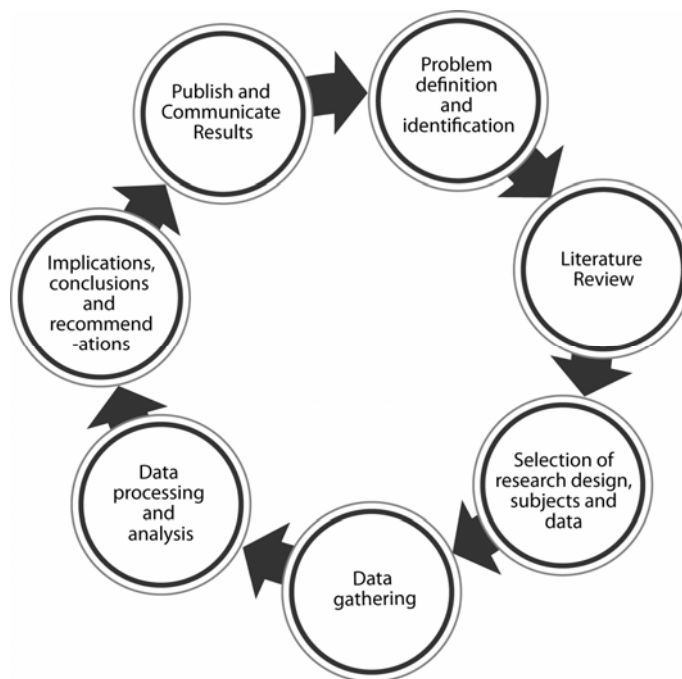 Problem
definition
and
identification
Literature
Review
Selection of
research design,
subjects and
data
Data
gathering
Data
processing
and
analysis
Implications,
conclusions
and
recommend
-ations
Publish and
Communicate
Results